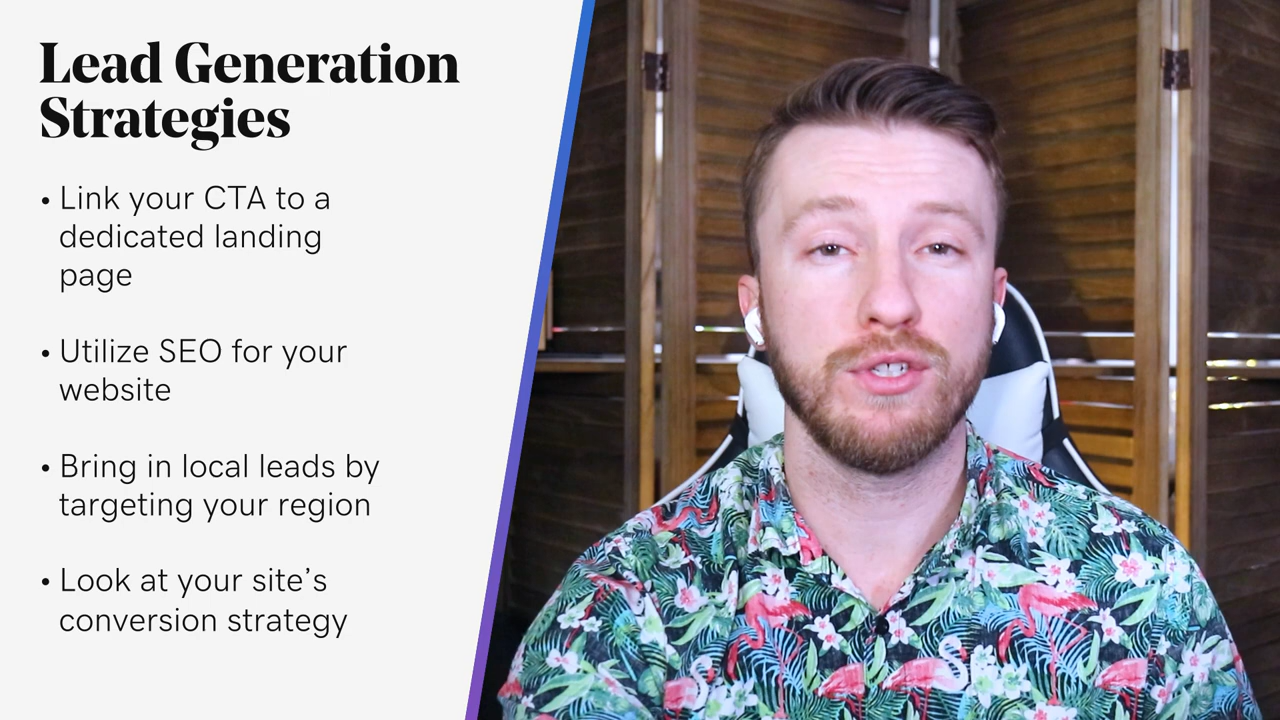 Lead Generation
Strategies
• Link your CTA to a
dedicated landing
page
• Utilize SEO for your
website
• Bring in local leads by
targeting your region
• Look at your site’s
conversion strategy